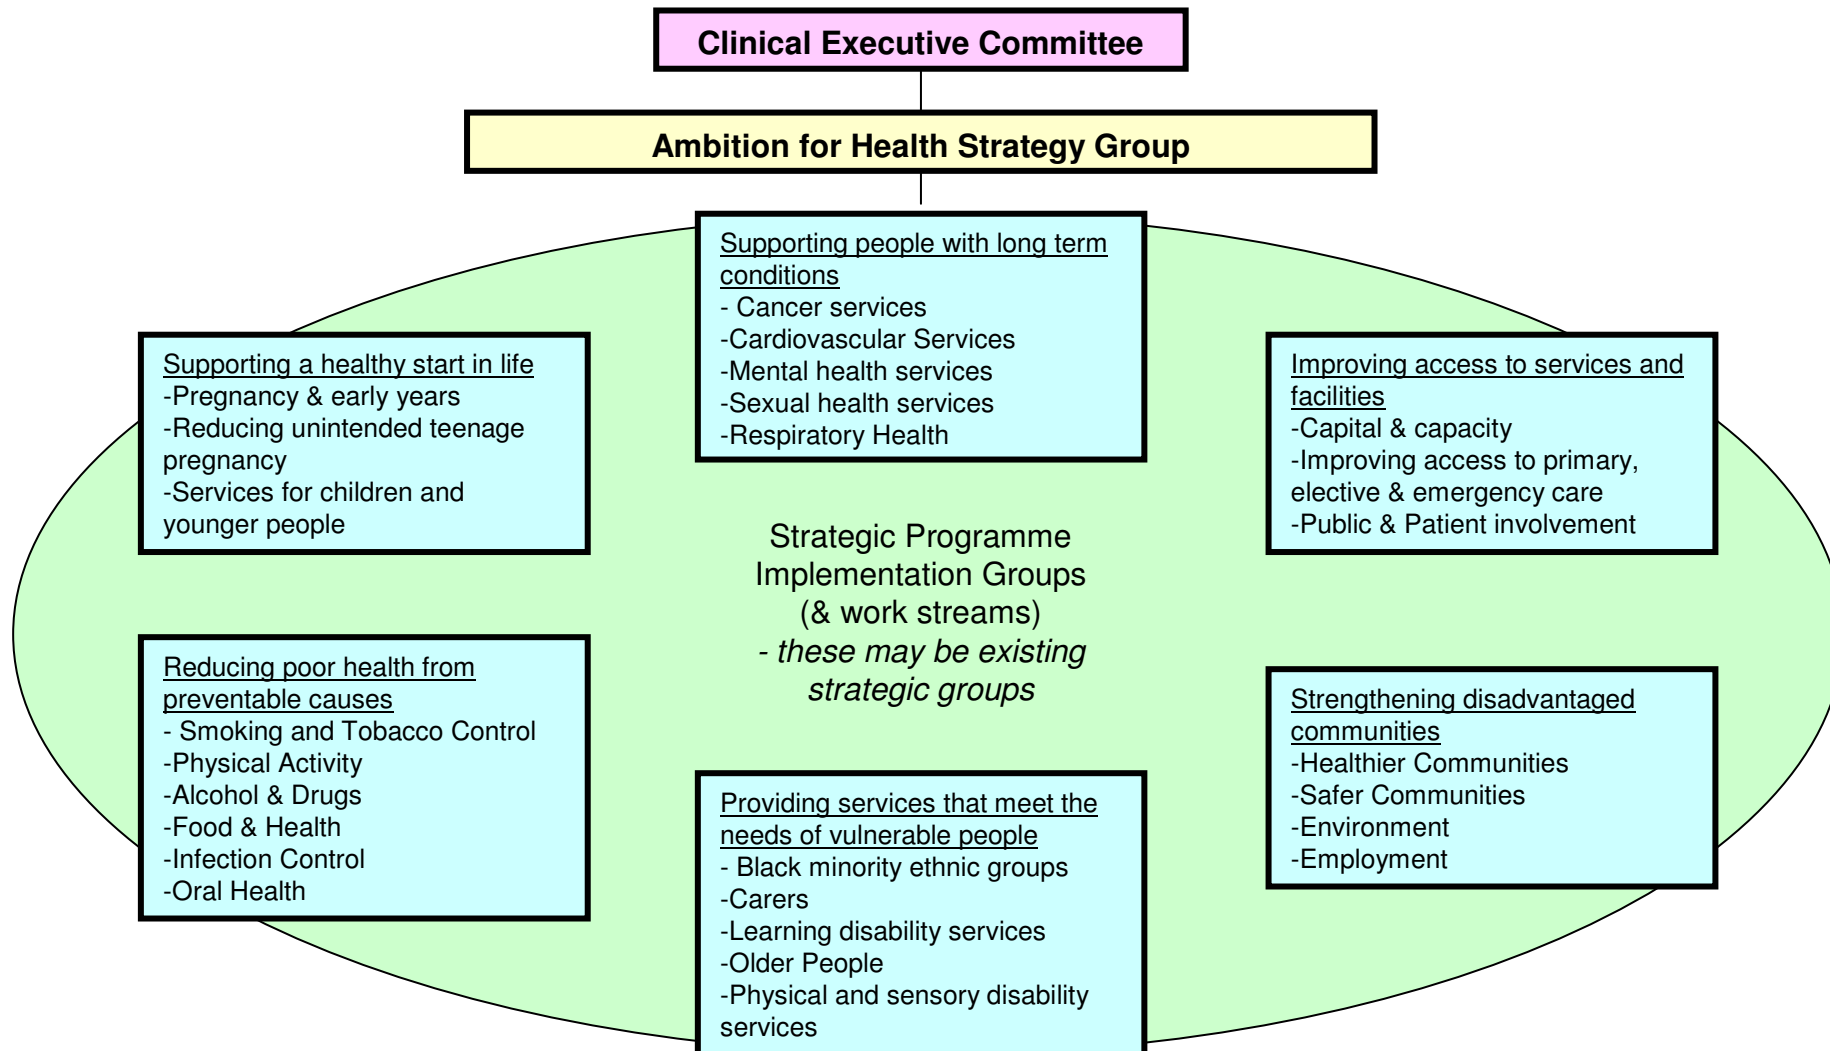 Clinical Executive Committee
Ambition for Health Strategy Group
Supporting people with long term
conditions
- Cancer services
-Cardiovascular Services
-Mental health services
-Sexual health services
-Respiratory Health
Supporting a healthy start in life
-Pregnancy & early years
-Reducing unintended teenage
pregnancy
-Services for children and
younger people
Improving access to services and
facilities
-Capital & capacity
-Improving access to primary,
elective & emergency care
-Public & Patient involvement
Strategic Programme
Implementation Groups
(& work streams)
- these may be existing
strategic groups
Reducing poor health from
preventable causes
- Smoking and Tobacco Control
-Physical Activity
-Alcohol & Drugs
-Food & Health
-Infection Control
-Oral Health
Strengthening disadvantaged
communities
-Healthier Communities
-Safer Communities
-Environment
-Employment
Providing services that meet the
needs of vulnerable people
- Black minority ethnic groups
-Carers
-Learning disability services
-Older People
-Physical and sensory disability
services